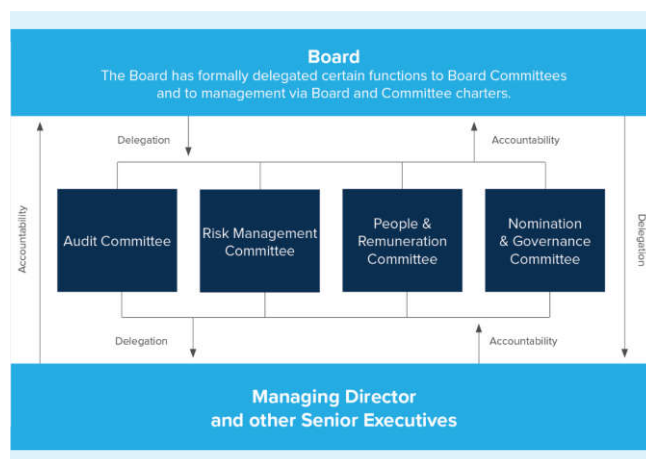 Board
The Board has formally delegated certain functions to Board Committees
and to management via Board and Committee charters.
Delegation
Accountability
Accountability
Audit Committee
Risk Management
Committee
People &
Remuneration
Committee
Nomination
& Governance
Committee
Delegation
Delegation
Accountability
Managing Director
and other Senior Executives